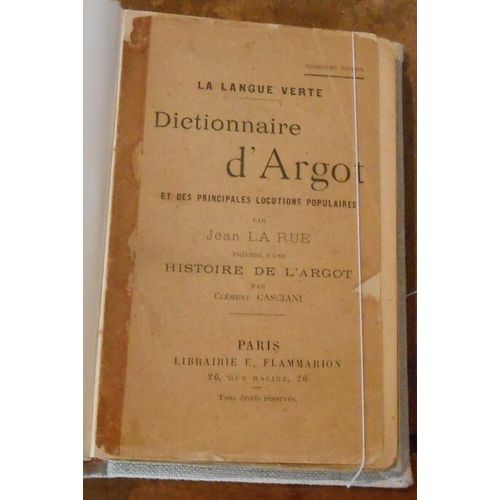 LA LANGUE VERTE
Dictionnaire
d'Argot
ET DES PRINCIPALES LOCUTIONS POPULAIRES
PAR
Jean LA RUE
PRÉCÉDÉ D'UNE
HISTOIRE DE L'ARGOT
PAR
CLÉMENT CASCIANI
PARIS
LIBRAIRIE E. FLAMMARION
26, RUE RACINE, 26
Tous droits réservés.